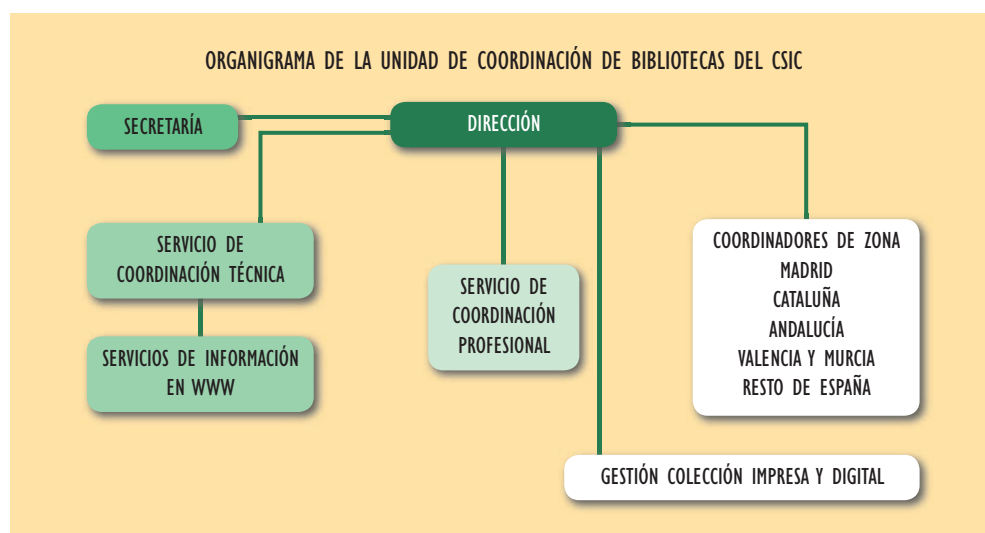 ORGANIGRAMA DE LA UNIDAD DE COORDINACIÓN DE BIBLIOTECAS DEL CSIC
SECRETARÍA
DIRECCIÓN
SERVICIO DE
COORDINACIÓN TÉCNICA
SERVICIOS DE INFORMACIÓN
EN WWW
SERVICIO DE
COORDINACIÓN
PROFESIONAL
COORDINADORES DE ZONA
MADRID
CATALUÑA
ANDALUCÍA
VALENCIA Y MURCIA
RESTO DE ESPAÑA
GESTIÓN COLECCIÓN IMPRESA Y DIGITAL